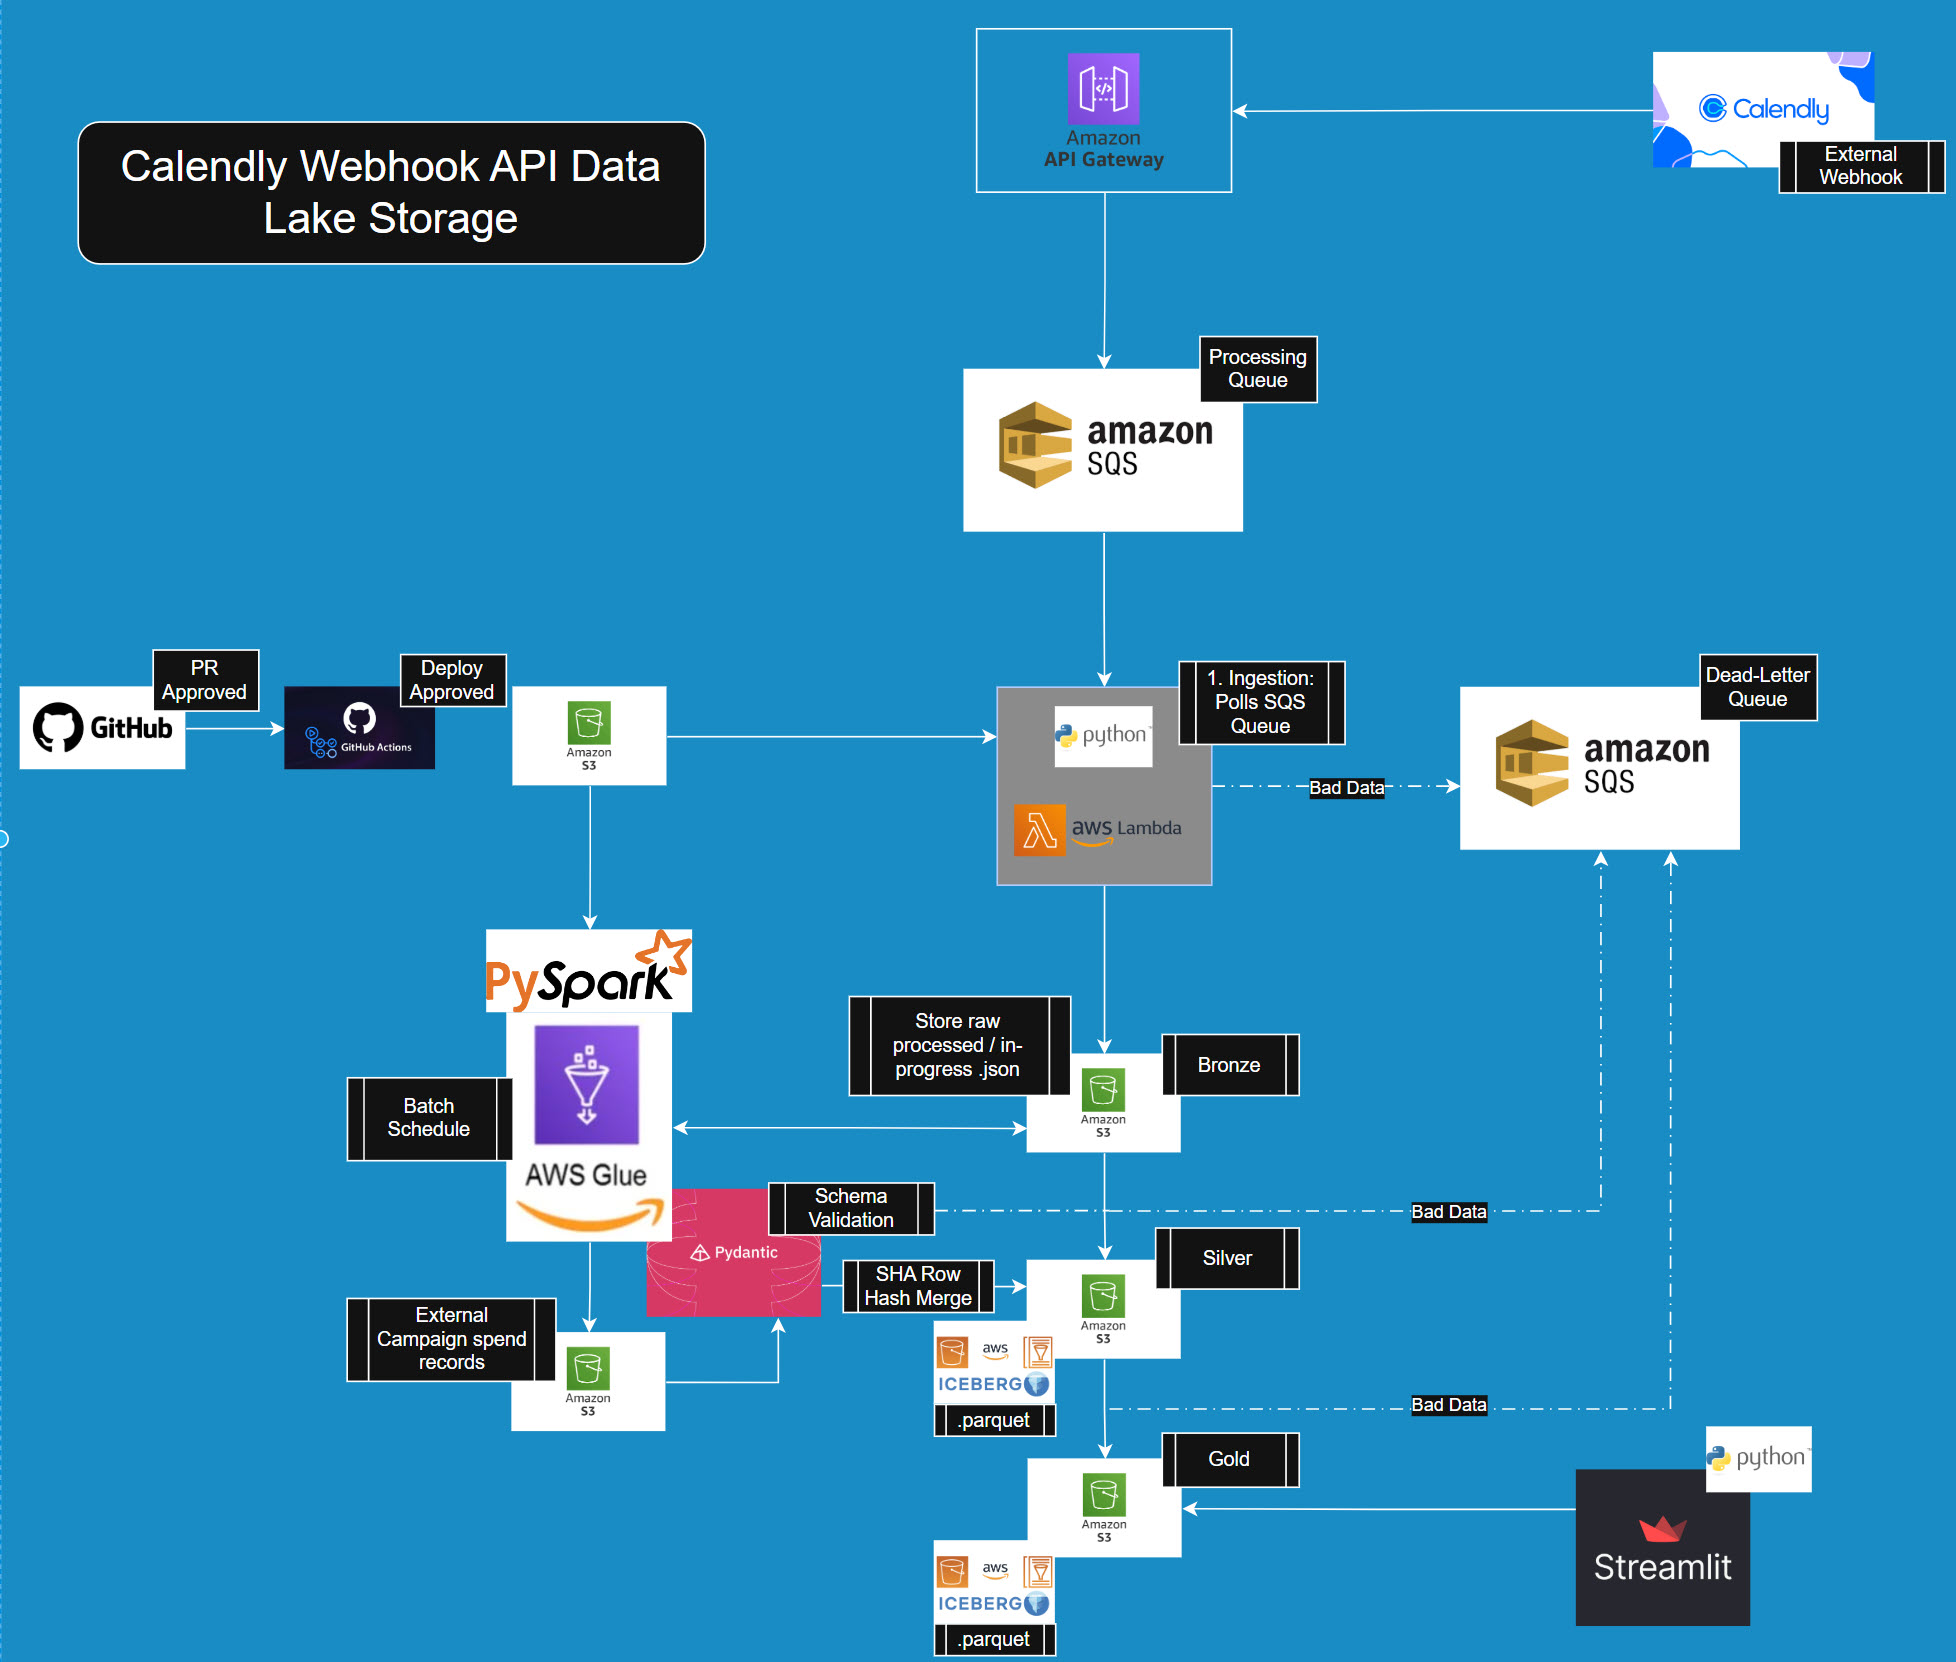 Calendly Webhook API Data
Lake Storage
Amazon
API Gateway
Calendly
External
Webhook
Processing
Queue
amazon
SQS
PR
Approved
GitHub
Deploy
Approved
GitHub Actions
Amazon
S3
python
1. Ingestion:
Polls SQS
Queue
aws Lambda
Bad Data
Dead-Letter
Queue
amazon
SQS
PySpark
Batch
Schedule
AWS Glue
Store raw
processed / in-
progress .json
Bronze
Amazon
S3
Schema
Validation
Bad Data
Pydantic
SHA Row
Hash Merge
Silver
Amazon
S3
External
Campaign spend
records
Amazon
S3
aws
ICEBERG
.parquet
Bad Data
Gold
Amazon
S3
aws
ICEBERG
.parquet
python
Streamlit